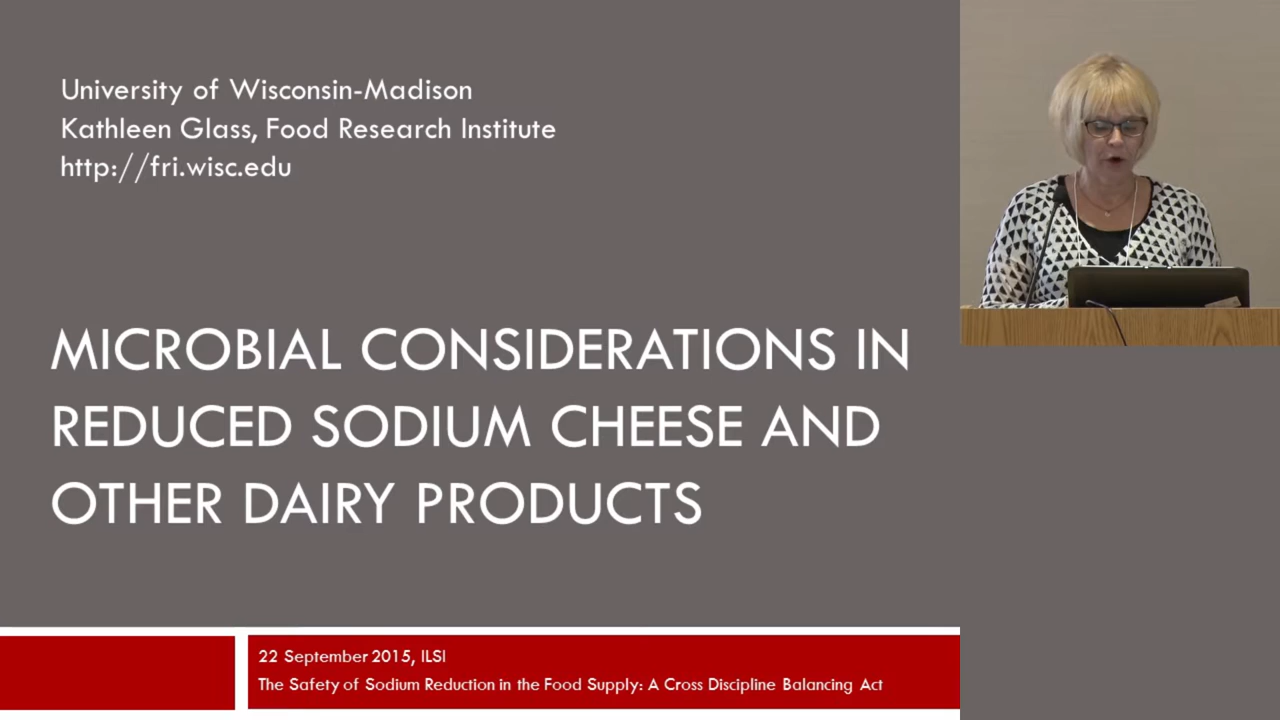 University of Wisconsin-Madison
Kathleen Glass, Food Research Institute
http://fri.wisc.edu
MICROBIAL CONSIDERATIONS IN
REDUCED SODIUM CHEESE AND
OTHER DAIRY PRODUCTS
22 September 2015, ILSI
The Safety of Sodium Reduction in the Food Supply: A Cross Discipline Balancing Act